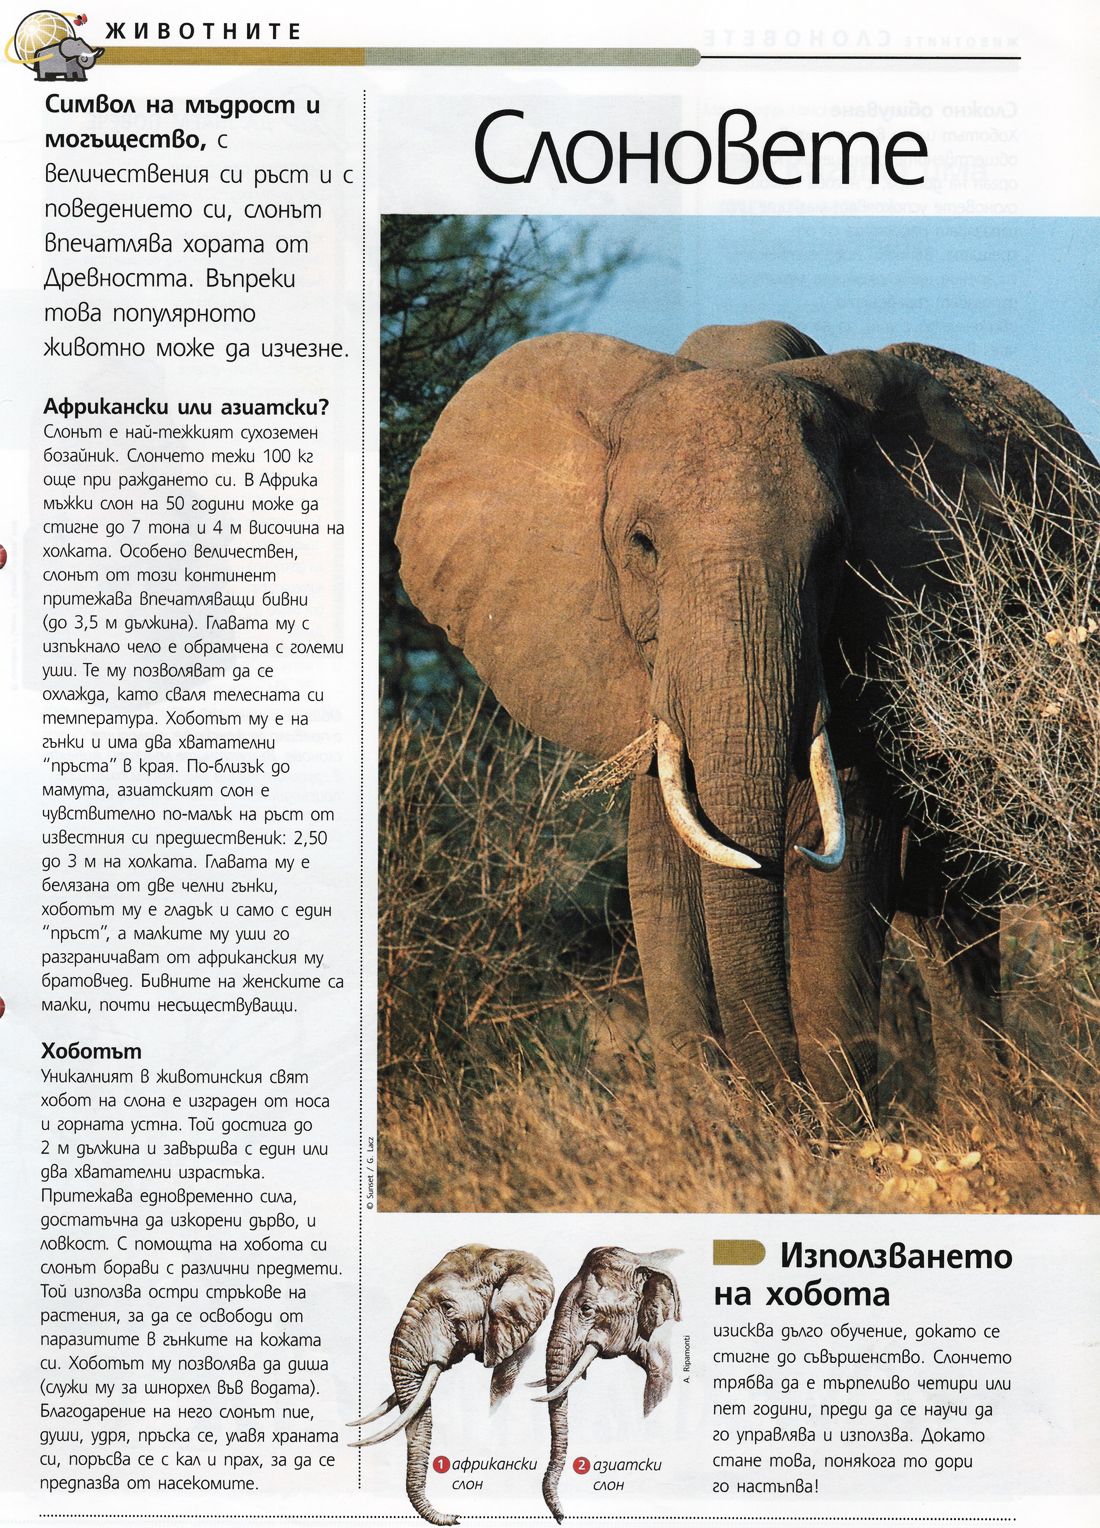 ЖИВОТНИТЕ
Символ на мъдрост и
могъщество, с
величествения си ръст и с
поведението си, слонът
впечатлява хората от
Древността. Въпреки
това популярното
животно може да изчезне.
Африкански или азиатски?
Слонът е най-тежкият сухоземен
бозайник. Слончето тежи 100 кг
още при раждането си. В Африка
мъжки слон на 50 години може да
стигне до 7 тона и 4 м височина на
холката. Особено величествен,
слонът от този континент
притежава впечатляващи бивни
(до 3,5 м дължина). Главата му с
изпъкнало чело е обрамчена с големи
уши. Те му позволяват да се
охлажда, като сваля телесната си
температура. Хоботът му е на
гънки и има два хватателни
“пръста” в края. По-близък до
мамута, азиатският слон е
чувствително по-малък на ръст от
известния си предшественик: 2,50
до 3 м на холката. Главата му е
белязана от две челни гънки,
хоботът му е гладък и само с един
“пръст”, а малките му уши го
разграничават от африканския му
братовчед. Бивните на женските са
малки, почти несъществуващи.
Хоботът
Уникалният в животинския свят
хобот на слона е изграден от носа
и горната устна. Той достига до
2 м дължина и завършва с един или
два хватателни израстъка.
Притежава едновременно сила,
достатъчна да изкорени дърво, и
ловкост. С помощта на хобота си
слонът борави с различни предмети.
Той използва остри стръкове на
растения, за да се освободи от
паразитите в гънките на кожата
си. Хоботът му позволява да диша
(служи му за шнорхел във водата).
Благодарение на него слонът пие,
души, удря, пръска се, улавя храната
си, поръсва се с кал и прах, за да се
предпазва от насекомите.
Слоновете
© Sunset / G. Lacz
1 африкански
слон
2 азиатски
слон
A. Ripamonti
Използването
на хобота
изисква дълго обучение, докато се
стигне до съвършенство. Слончето
трябва да е търпеливо четири или
пет години, преди да се научи да
го управлява и използва. Докато
стане това, понякога то дори
го настъпва!